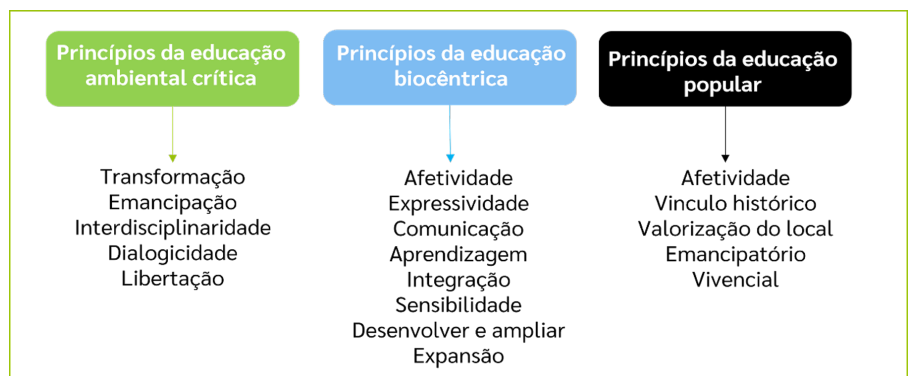 Princípios da educação
ambiental crítica
Transformação
Emancipação
Interdisciplinaridade
Dialogicidade
Libertação
Princípios da educação
biocêntrica
Afetividade
Expressividade
Comunicação
Aprendizagem
Integração
Sensibilidade
Desenvolver e ampliar
Expansão
Princípios da educação
popular
Afetividade
Vinculo histórico
Valorização do local
Emancipatório
Vivencial